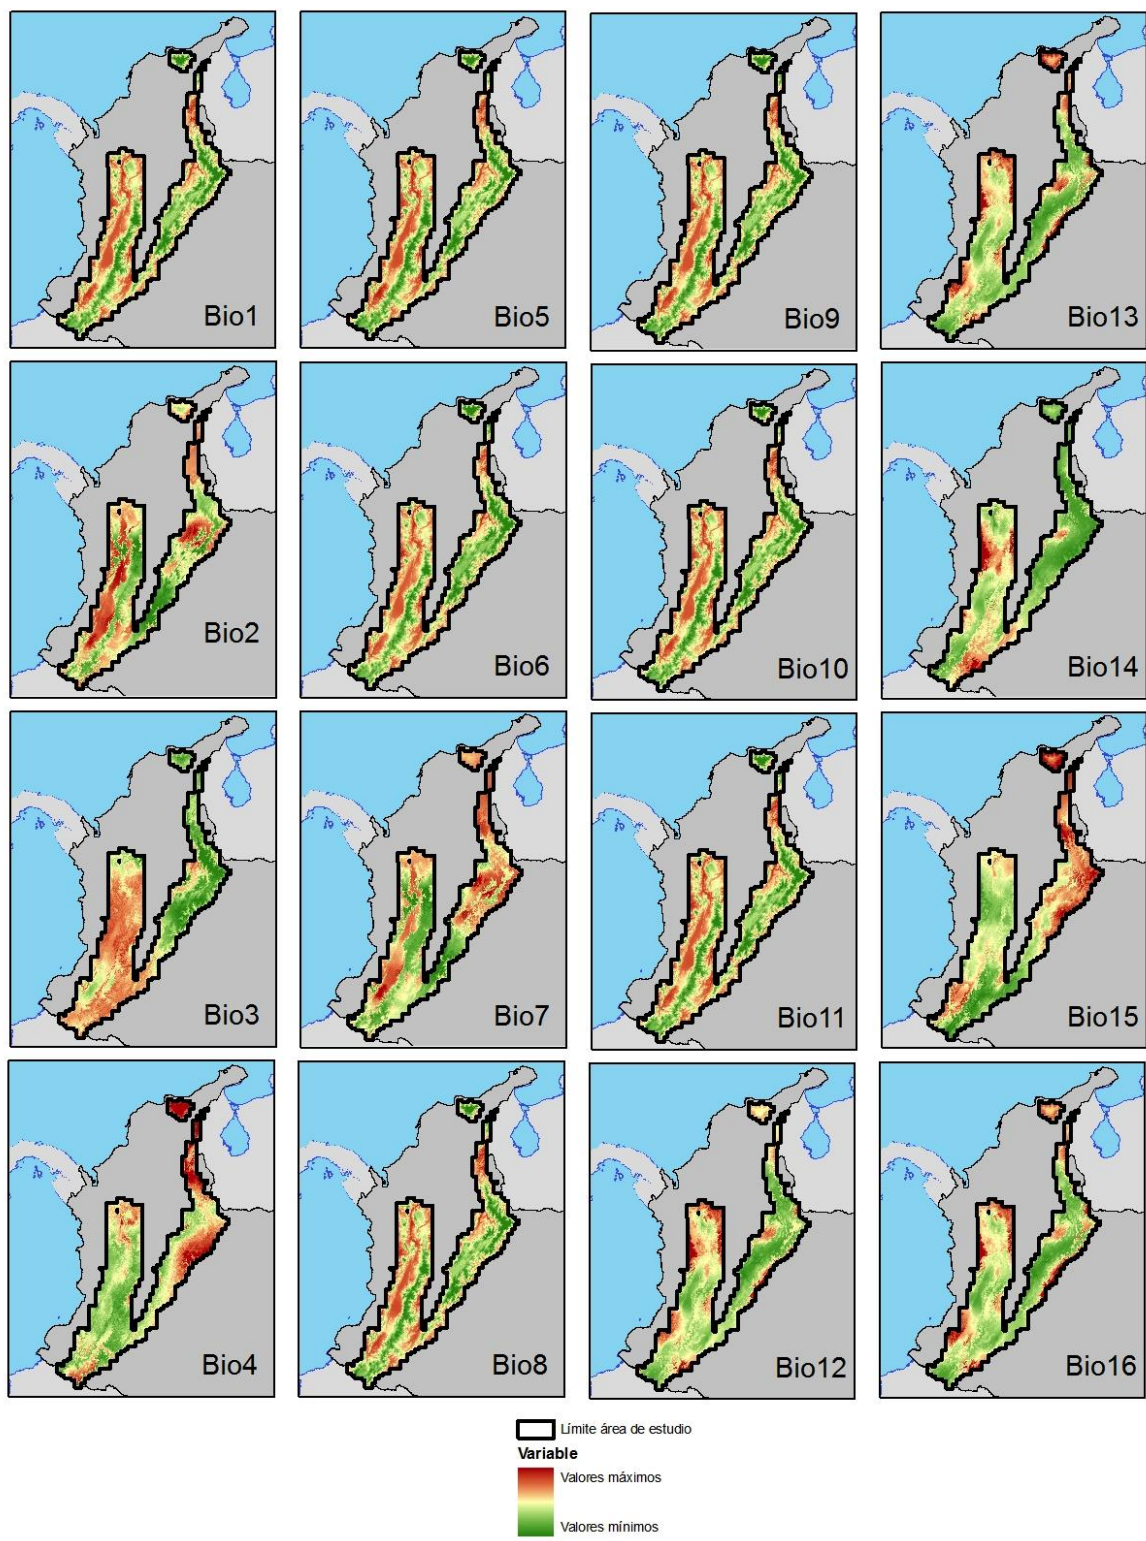 Bio1
Bio5
Bio9
Bio13
Bio2
Bio6
Bio10
Bio14
Bio3
Bio7
Bio11
Bio15
Bio4
Bio8
Bio12
Bio16
Límite área de estudio
Variable
Valores máximos
Valores mínimos